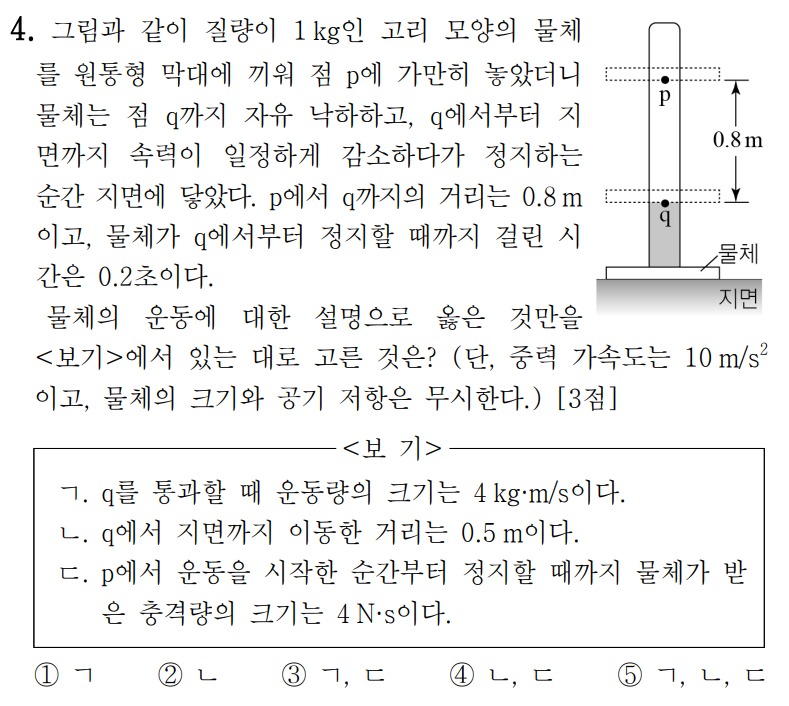 4. 그림과 같이 질량이 1 kg인 고리 모양의 물체
를 원통형 막대에 끼워 점 p에 가만히 놓았더니
물체는 점 q까지 자유 낙하하고, q에서부터 지
면까지 속력이 일정하게 감소하다가 정지하는
순간 지면에 닿았다. p에서 q까지의 거리는 0.8 m
이고, 물체가 q에서부터 정지할 때까지 걸린 시
간은 0.2초이다.
p
0.8 m
q
물체
지면
물체의 운동에 대한 설명으로 옳은 것만을
<보기>에서 있는 대로 고른 것은? (단, 중력 가속도는 10 m/s²
이고, 물체의 크기와 공기 저항은 무시한다.) [3점]
<보 기>
ㄱ. q를 통과할 때 운동량의 크기는 4 kg·m/s이다.
ㄴ. q에서 지면까지 이동한 거리는 0.5 m이다.
ㄷ. p에서 운동을 시작한 순간부터 정지할 때까지 물체가 받
은 충격량의 크기는 4 N·s이다.
① ㄱ ② ㄴ ③ ㄱ, ㄷ ④ ㄴ, ㄷ ⑤ ㄱ, ㄴ, ㄷ